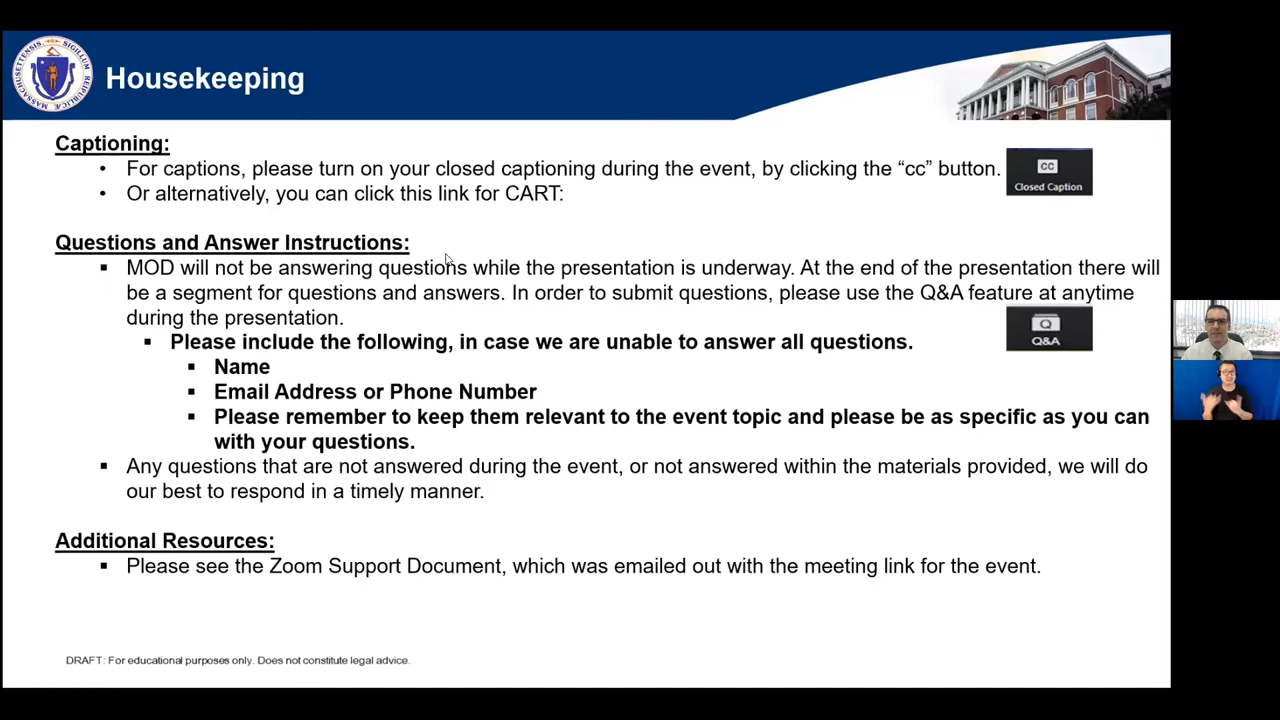 Housekeeping
Captioning:
• For captions, please turn on your closed captioning during the event, by clicking the “cc” button.
CC
Closed Caption
• Or alternatively, you can click this link for CART:
Questions and Answer Instructions:
▪ MOD will not be answering questions while the presentation is underway. At the end of the presentation there will
be a segment for questions and answers. In order to submit questions, please use the Q&A feature at anytime
during the presentation.
Q
Q&A
▪ Please include the following, in case we are unable to answer all questions.
▪ Name
▪ Email Address or Phone Number
▪ Please remember to keep them relevant to the event topic and please be as specific as you can
with your questions.
▪ Any questions that are not answered during the event, or not answered within the materials provided, we will do
our best to respond in a timely manner.
Additional Resources:
▪ Please see the Zoom Support Document, which was emailed out with the meeting link for the event.
DRAFT: For educational purposes only. Does not constitute legal advice.